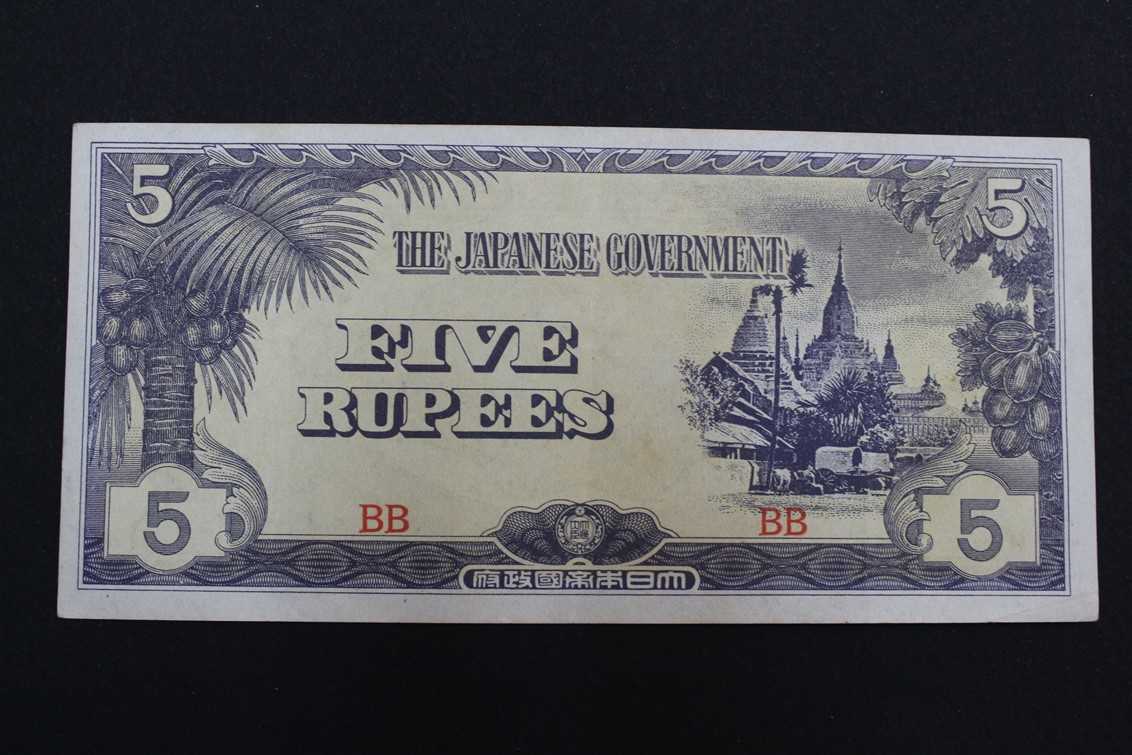 5 5
THE JAPANESE GOVERNMENT
FIVE
RUPEES
5 BB BB 5
大日本帝國政府